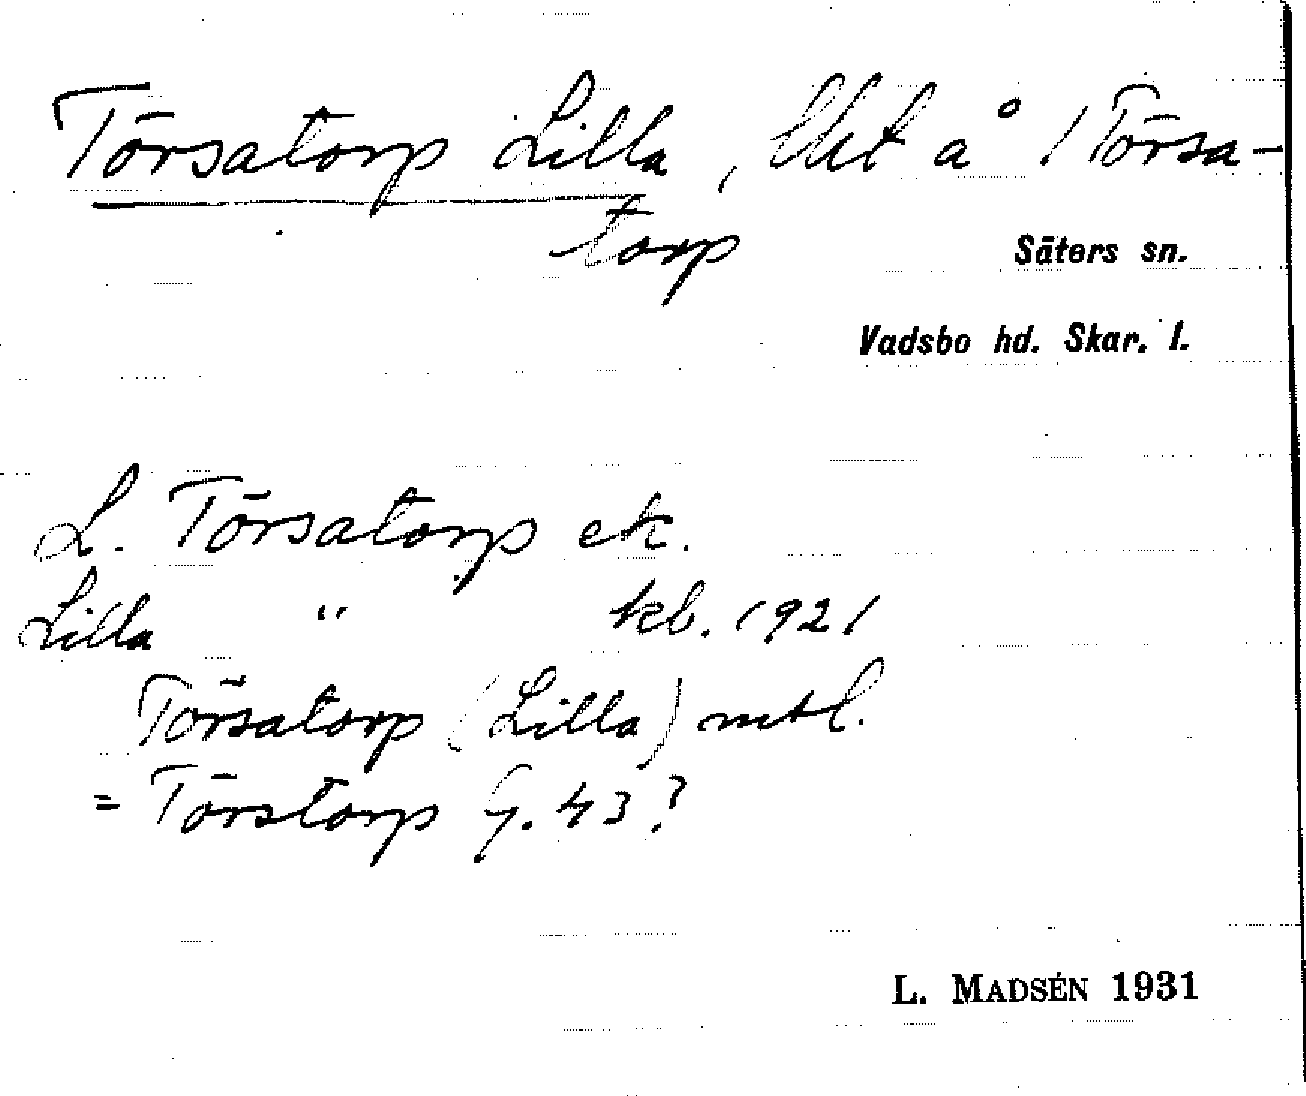 Törsatorp Lilla, lht å 1 Törsa-
torp
Säters sn.
Vadsbo hd. Skar. l.
L. Törsatorp ek.
Lilla " kb. 1921
Törsatorp (Lilla) mtl.
= Törstorp G. 43?
L. MADSÉN 1931